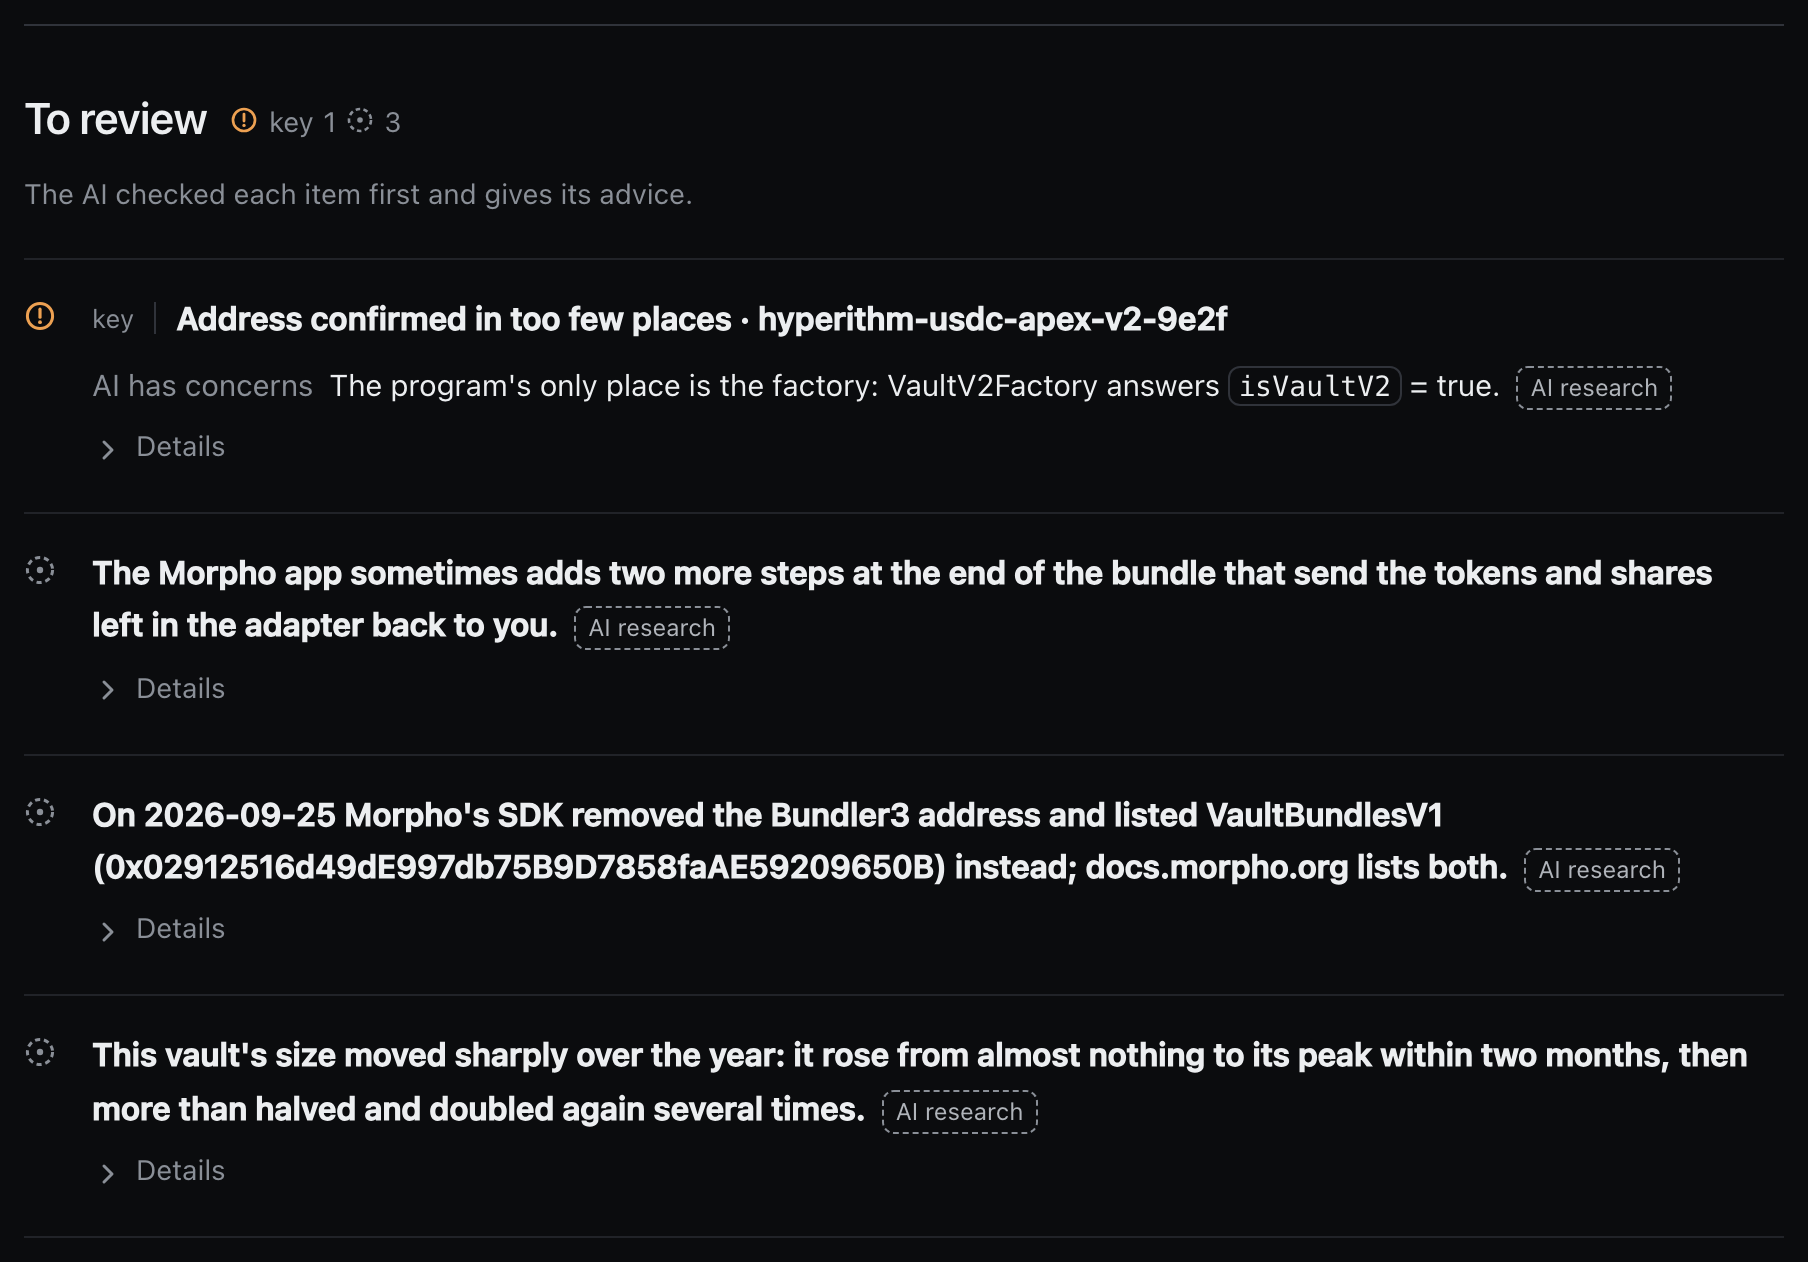 To review key 1 3
The AI checked each item first and gives its advice.
key Address confirmed in too few places · hyperithm-usdc-apex-v2-9e2f
AI has concerns The program's only place is the factory: VaultV2Factory answers isVaultV2 = true. AI research
Details
The Morpho app sometimes adds two more steps at the end of the bundle that send the tokens and shares
left in the adapter back to you. AI research
Details
On 2026-09-25 Morpho's SDK removed the Bundler3 address and listed VaultBundlesV1
(0x02912516d49dE997db75B9D7858faAE59209650B) instead; docs.morpho.org lists both. AI research
Details
This vault's size moved sharply over the year: it rose from almost nothing to its peak within two months, then
more than halved and doubled again several times. AI research
Details